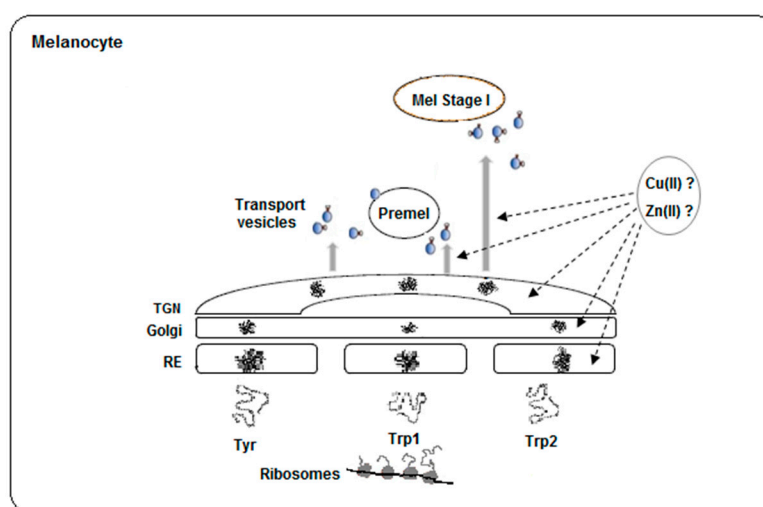 Melanocyte
Mel Stage I
Cu(II) ?
Zn(II) ?
Transport
vesicles
Premel
TGN
Golgi
RE
Tyr
Trp1
Trp2
Ribosomes